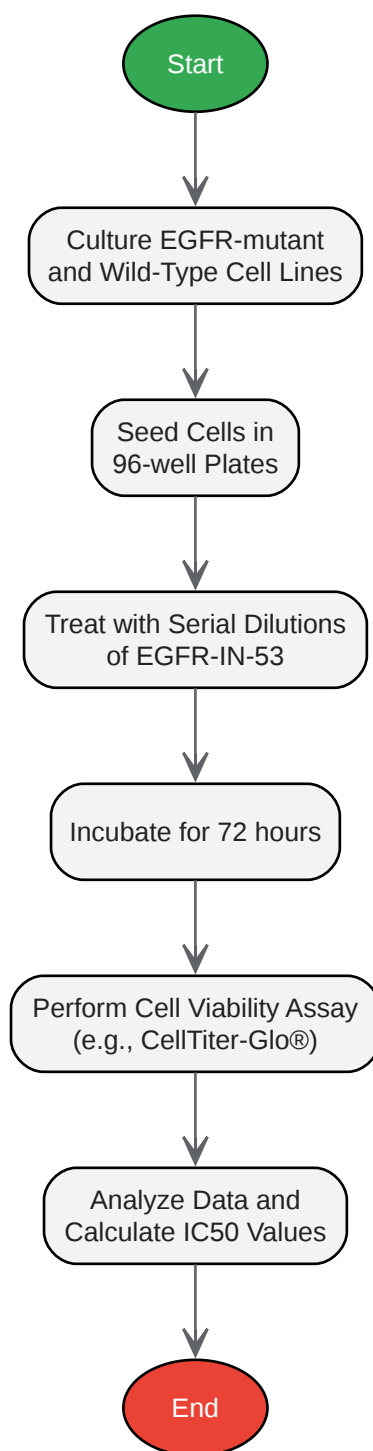 Start
Culture EGFR-mutant
and Wild-Type Cell Lines
Seed Cells in
96-well Plates
Treat with Serial Dilutions
of EGFR-IN-53
Incubate for 72 hours
Perform Cell Viability Assay
(e.g., CellTiter-Glo®)
Analyze Data and
Calculate IC50 Values
End